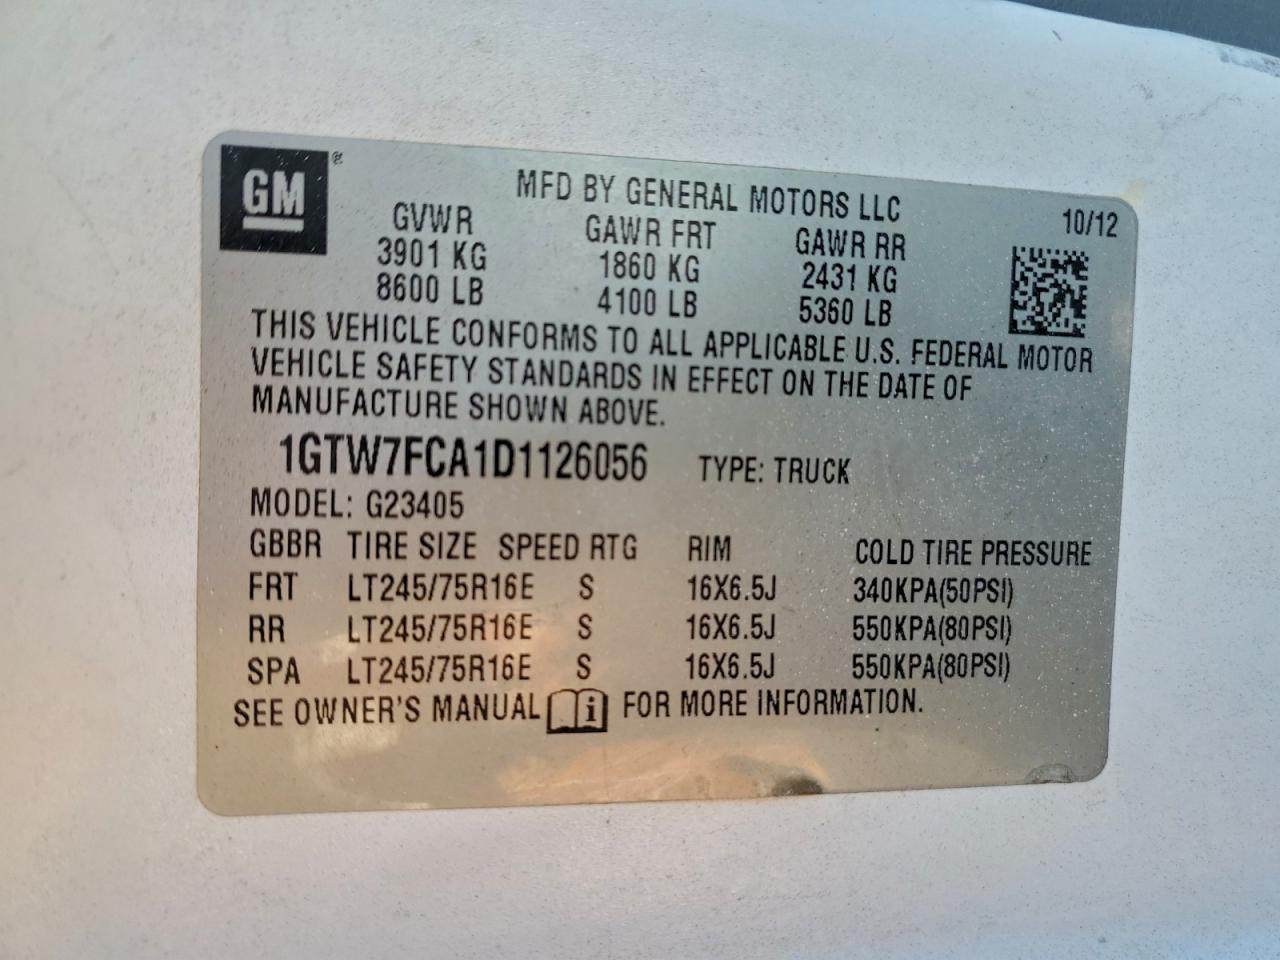 GM ®
MFD BY GENERAL MOTORS LLC
10/12
GVWR GAWR FRT GAWR RR
3901 KG 1860 KG 2431 KG
8600 LB 4100 LB 5360 LB
THIS VEHICLE CONFORMS TO ALL APPLICABLE U.S. FEDERAL MOTOR
VEHICLE SAFETY STANDARDS IN EFFECT ON THE DATE OF
MANUFACTURE SHOWN ABOVE.
1GTW7FCA1D1126056 TYPE: TRUCK
MODEL: G23405
GBBR TIRE SIZE SPEED RTG RIM COLD TIRE PRESSURE
FRT LT245/75R16E S 16X6.5J 340KPA(50PSI)
RR LT245/75R16E S 16X6.5J 550KPA(80PSI)
SPA LT245/75R16E S 16X6.5J 550KPA(80PSI)
SEE OWNER'S MANUAL i FOR MORE INFORMATION.